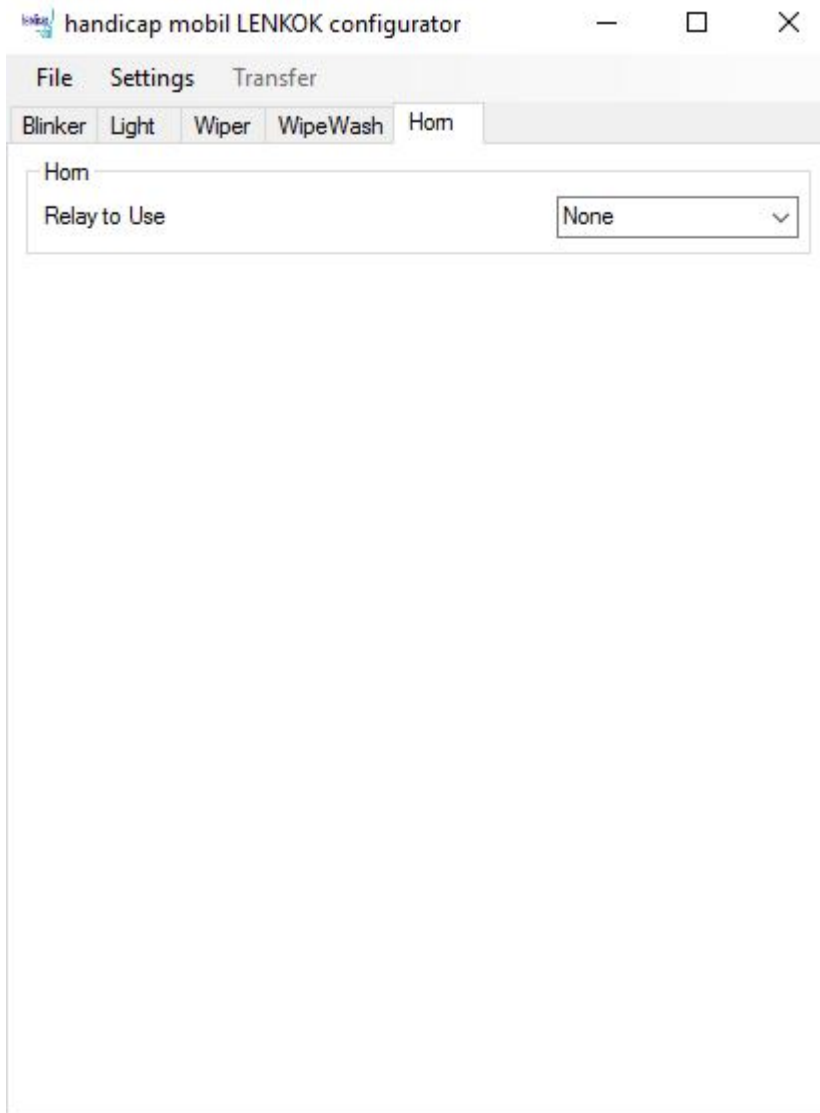 handicap mobil LENKOK configurator
File Settings Transfer
Blinker Light Wiper WipeWash Horn
Horn
Relay to Use None